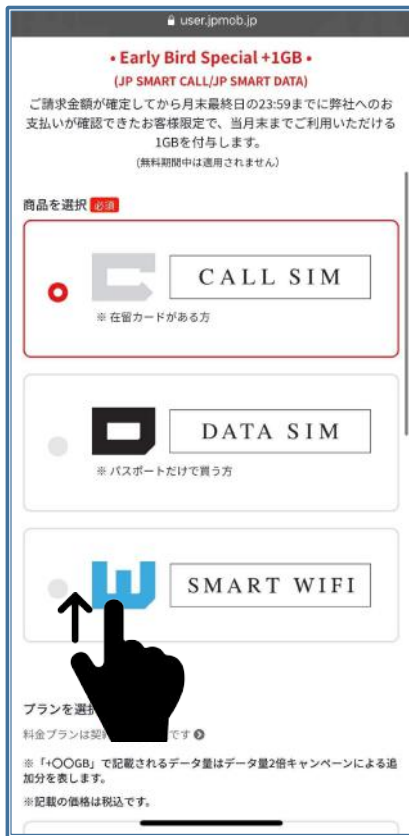 user.jpmob.jp
• Early Bird Special +1GB •
(JP SMART CALL/JP SMART DATA)
ご請求金額が確定してから月末最終日の23:59までに弊社へのお
支払いが確認できたお客様限定で、当月末までご利用いただける
1GBを付与します。
(無料期間中は適用されません)
商品を選択 必須
CALL SIM
※ 在留カードがある方
DATA SIM
※ パスポートだけで買う方
SMART WIFI
プランを選
料金プランは契 です
※「+〇〇GB」で記載されるデータ量はデータ量2倍キャンペーンによる追
加分を表します。
※記載の価格は税込です。